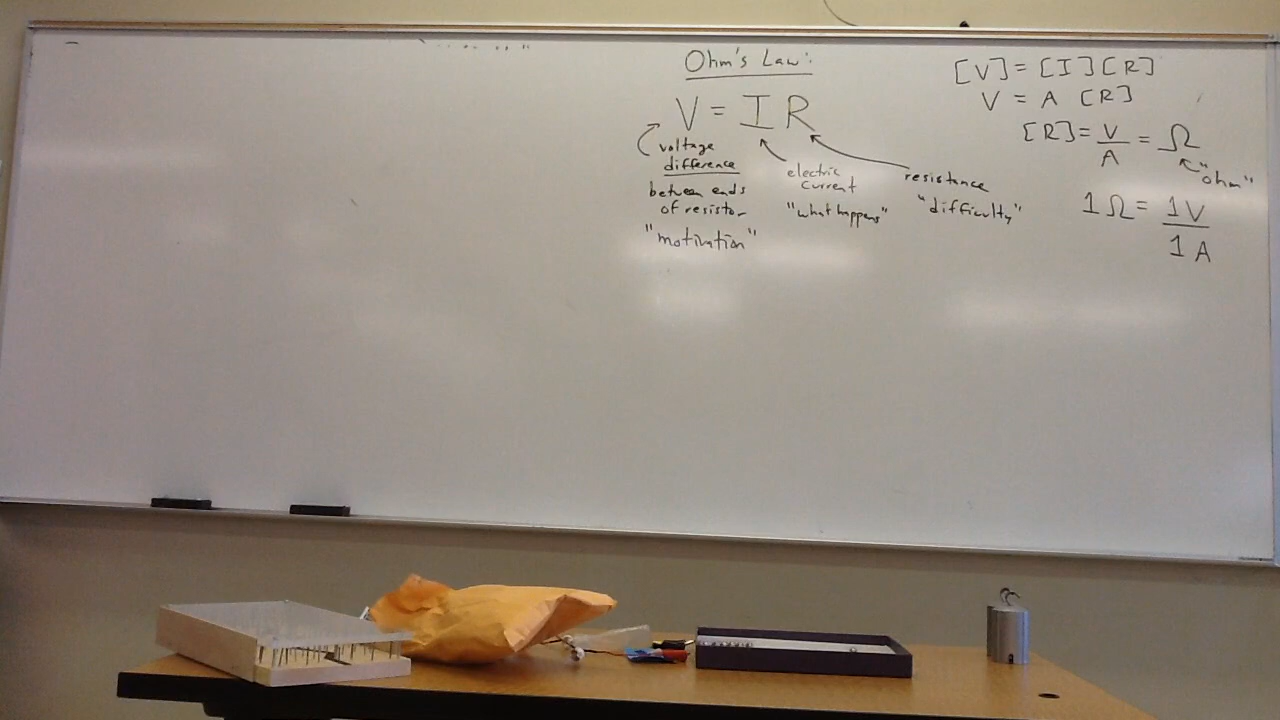 Ohm's Law:
V = I R
voltage
difference
between ends
of resistor
"motivation"
electric
current
"what happens"
resistance
"difficulty"
[V] = [I][R]
V = A [R]
[R] = V/A = Ω
"ohm"
1 Ω = 1V/1A